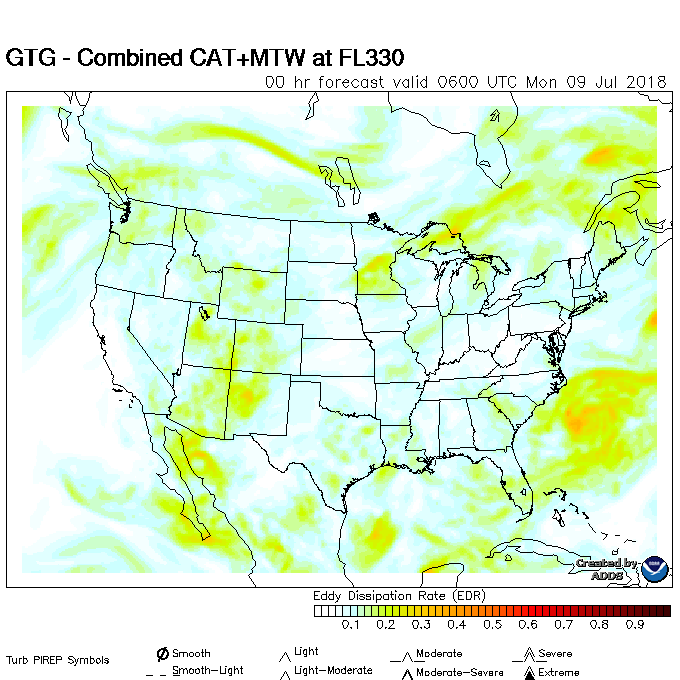 GTG - Combined CAT+MTW at FL330
00 hr forecast valid 0600 UTC Mon 09 Jul 2018
Created by
ADDS
Eddy Dissipation Rate (EDR)
0.1 0.2 0.3 0.4 0.5 0.6 0.7 0.8 0.9
Turb PIREP Symbols
Smooth Light Moderate Severe
Smooth-Light Light-Moderate Moderate-Severe Extreme